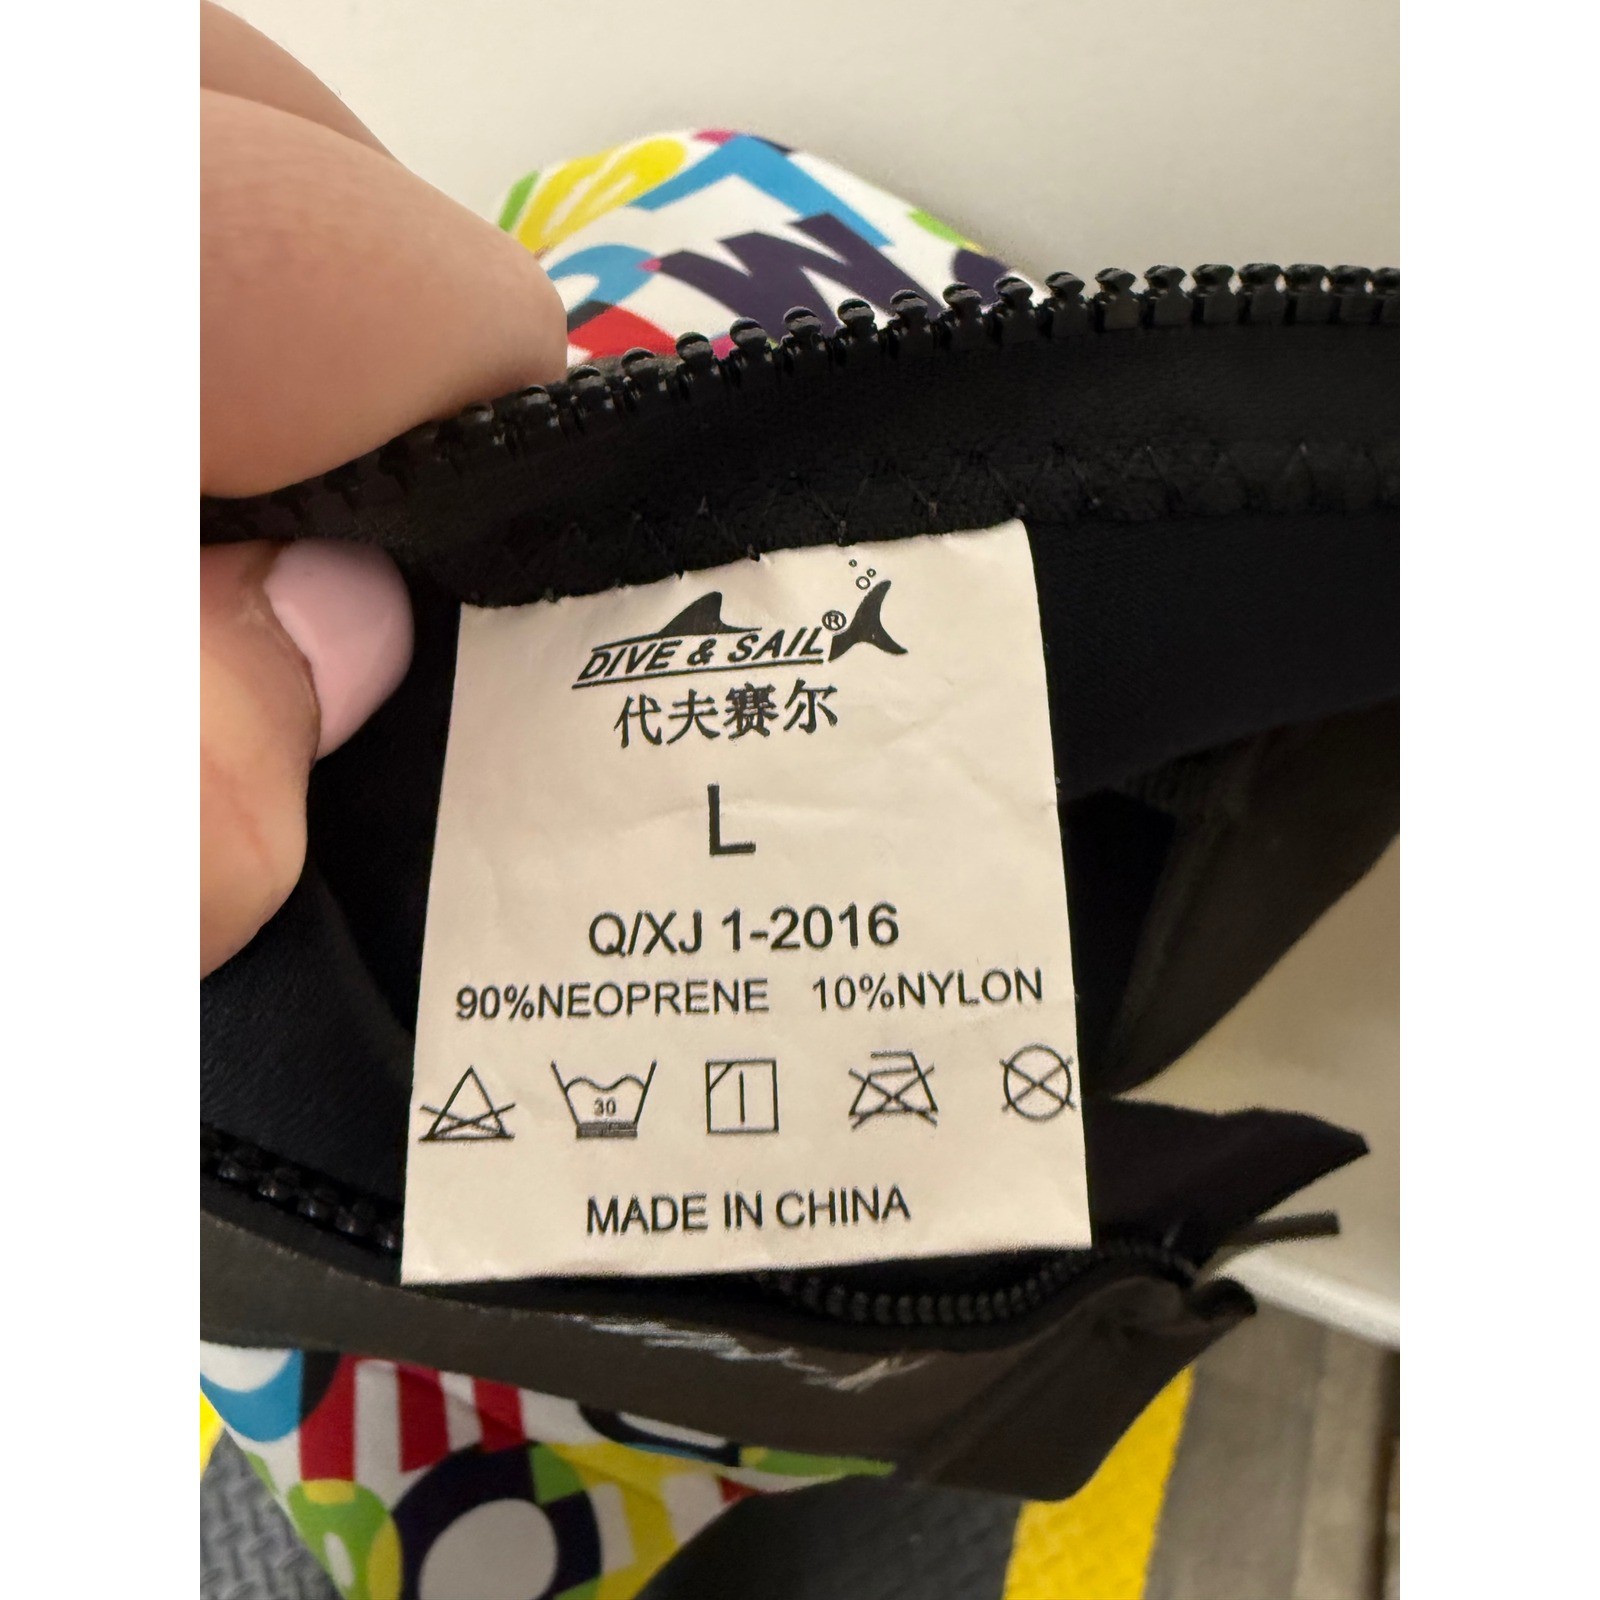 DIVE & SAIL®
代夫赛尔
L
Q/XJ 1-2016
90%NEOPRENE 10%NYLON
30
MADE IN CHINA